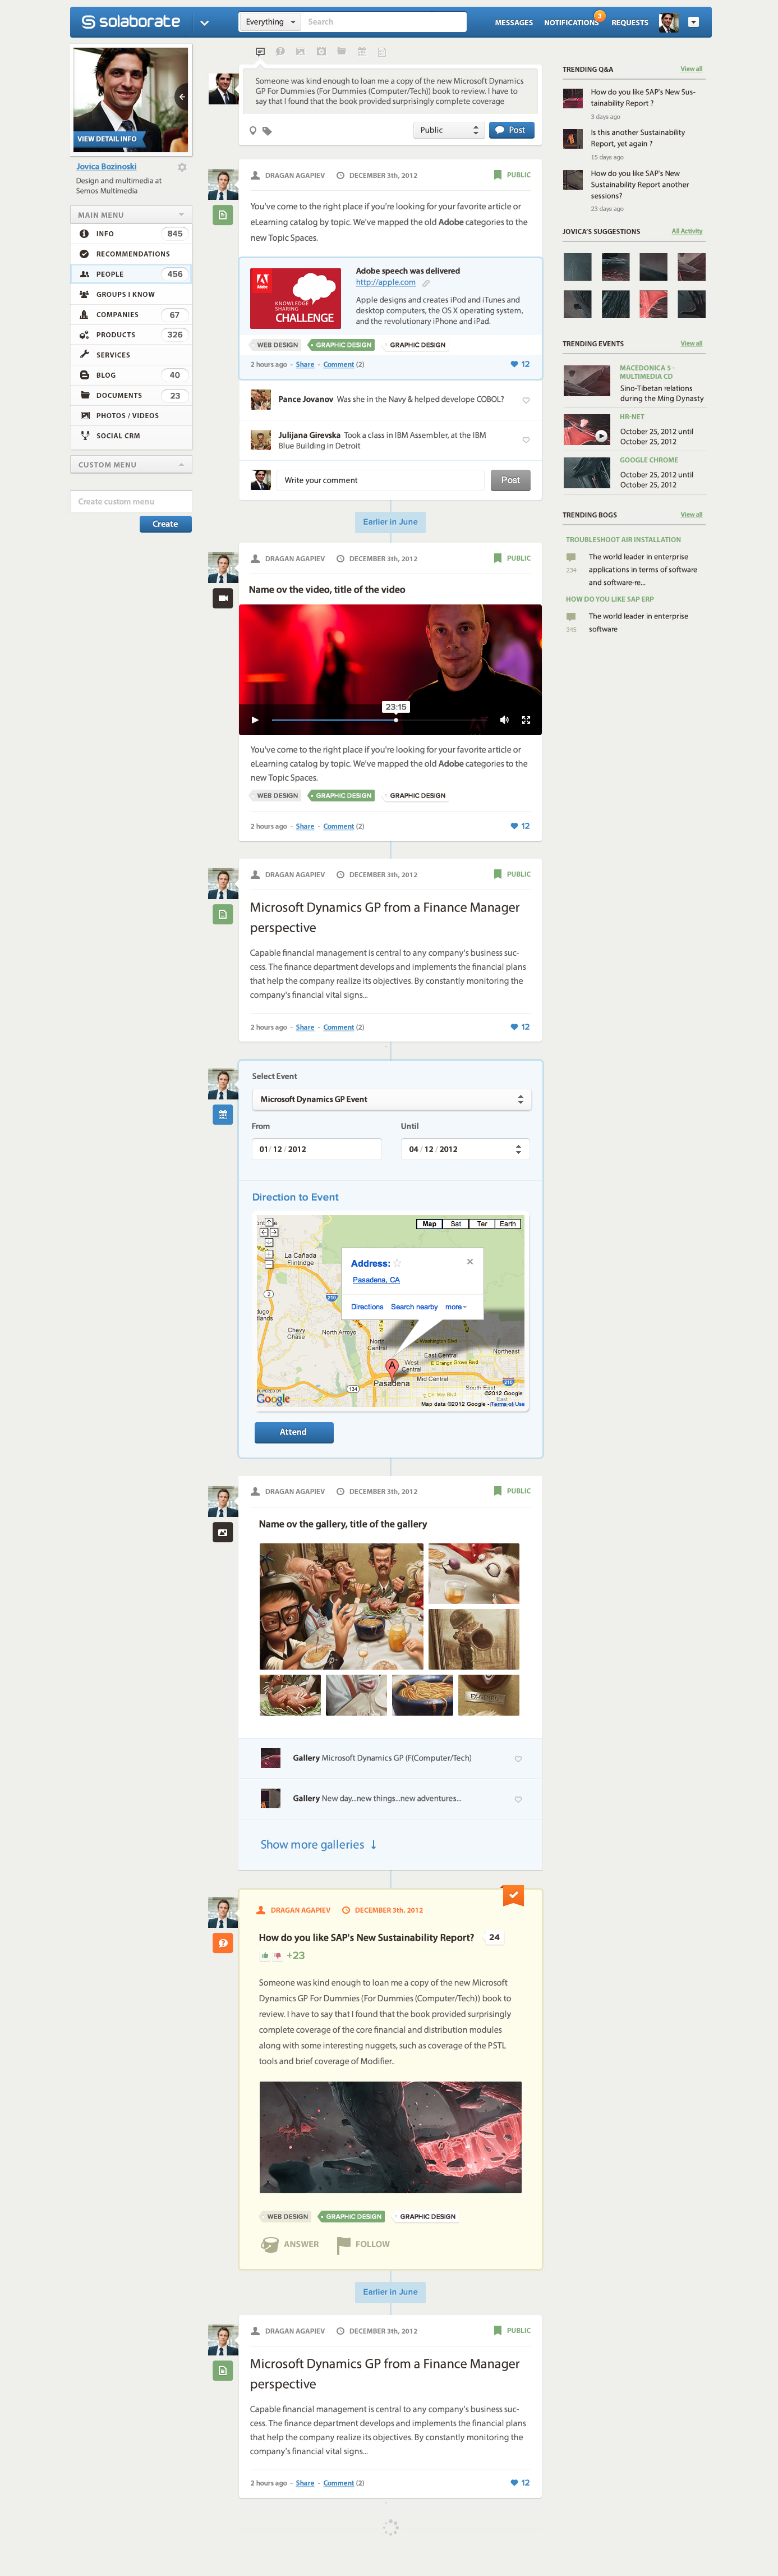 solaborate
Everything
Search
MESSAGES
NOTIFICATIONS
3
REQUESTS
VIEW DETAIL INFO
Jovica Bozinoski
Design and multimedia at
Semos Multimedia
MAIN MENU
INFO 845
RECOMMENDATIONS
PEOPLE 456
GROUPS I KNOW
COMPANIES 67
PRODUCTS 326
SERVICES
BLOG 40
DOCUMENTS 23
PHOTOS / VIDEOS
SOCIAL CRM
CUSTOM MENU
Create custom menu
Create
Someone was kind enough to loan me a copy of the new Microsoft Dynamics
GP For Dummies (For Dummies (Computer/Tech)) book to review. I have to
say that I found the book provided surprisingly complete coverage
Public
Post
DRAGAN AGAPIEV
DECEMBER 3th, 2012
PUBLIC
You've come to the right place if you're looking for your favorite article or
eLearning catalog by topic. We've mapped the old Adobe categories to the
new Topic Spaces.
Adobe
KNOWLEDGE
SHARING
CHALLENGE
Adobe speech was delivered
http://apple.com
Apple designs and creates iPod and iTunes and
desktop computers, the OS X operating system,
and the revolutionary iPhone and iPad.
WEB DESIGN
GRAPHIC DESIGN
GRAPHIC DESIGN
2 hours ago - Share - Comment (2)
12
Pance Jovanov Was she in the Navy & helped develope COBOL?
Julijana Girevska Took a class in IBM Assembler, at the IBM
Blue Building in Detroit
Write your comment
Post
Earlier in June
DRAGAN AGAPIEV
DECEMBER 3th, 2012
PUBLIC
Name ov the video, title of the video
23:15
You've come to the right place if you're looking for your favorite article or
eLearning catalog by topic. We've mapped the old Adobe categories to the
new Topic Spaces.
WEB DESIGN
GRAPHIC DESIGN
GRAPHIC DESIGN
2 hours ago - Share - Comment (2)
12
DRAGAN AGAPIEV
DECEMBER 3th, 2012
PUBLIC
Microsoft Dynamics GP from a Finance Manager
perspective
Capable financial management is central to any company's business suc-
cess. The finance department develops and implements the financial plans
that help the company realize its objectives. By constantly monitoring the
company's financial vital signs...
2 hours ago - Share - Comment (2)
12
Select Event
Microsoft Dynamics GP Event
From
Until
01 / 12 / 2012
04 / 12 / 2012
Direction to Event
Map
Sat
Ter
Earth
La Cañada
Flintridge
Address:
Pasadena, CA
Directions
Search nearby
more
2
210
Chevy
Chase
North Arroyo
North
Central
E Washington Blvd
Northeast
East Central
West
Central
E Orange Grove Blvd
A
Pasadena
Mid Central
South East
134
210
E Del Mar Blvd
POWERED BY
Google
©2012 Google
Map data ©2012 Google - Terms of Use
Attend
DRAGAN AGAPIEV
DECEMBER 3th, 2012
PUBLIC
Name ov the gallery, title of the gallery
Gallery Microsoft Dynamics GP (F(Computer/Tech)
Gallery New day...new things...new adventures...
Show more galleries ↓
DRAGAN AGAPIEV
DECEMBER 3th, 2012
How do you like SAP's New Sustainability Report?
24
+23
Someone was kind enough to loan me a copy of the new Microsoft
Dynamics GP For Dummies (For Dummies (Computer/Tech)) book to
review. I have to say that I found the book provided surprisingly
complete coverage of the core financial and distribution modules
along with some interesting nuggets, such as coverage of the PSTL
tools and brief coverage of Modifier..
WEB DESIGN
GRAPHIC DESIGN
GRAPHIC DESIGN
ANSWER
FOLLOW
Earlier in June
DRAGAN AGAPIEV
DECEMBER 3th, 2012
PUBLIC
Microsoft Dynamics GP from a Finance Manager
perspective
Capable financial management is central to any company's business suc-
cess. The finance department develops and implements the financial plans
that help the company realize its objectives. By constantly monitoring the
company's financial vital signs...
2 hours ago - Share - Comment (2)
12
TRENDING Q&A
View all
How do you like SAP's New Sus-
tainability Report ?
3 days ago
Is this another Sustainability
Report, yet again ?
15 days ago
How do you like SAP's New
Sustainability Report another
sessions?
23 days ago
JOVICA'S SUGGESTIONS
All Activity
TRENDING EVENTS
View all
MACEDONICA 5 -
MULTIMEDIA CD
Sino-Tibetan relations
during the Ming Dynasty
HR-NET
October 25, 2012 until
October 25, 2012
GOOGLE CHROME
October 25, 2012 until
October 25, 2012
TRENDING BOGS
View all
TROUBLESHOOT AIR INSTALLATION
234
The world leader in enterprise
applications in terms of software
and software-re...
HOW DO YOU LIKE SAP ERP
345
The world leader in enterprise
software